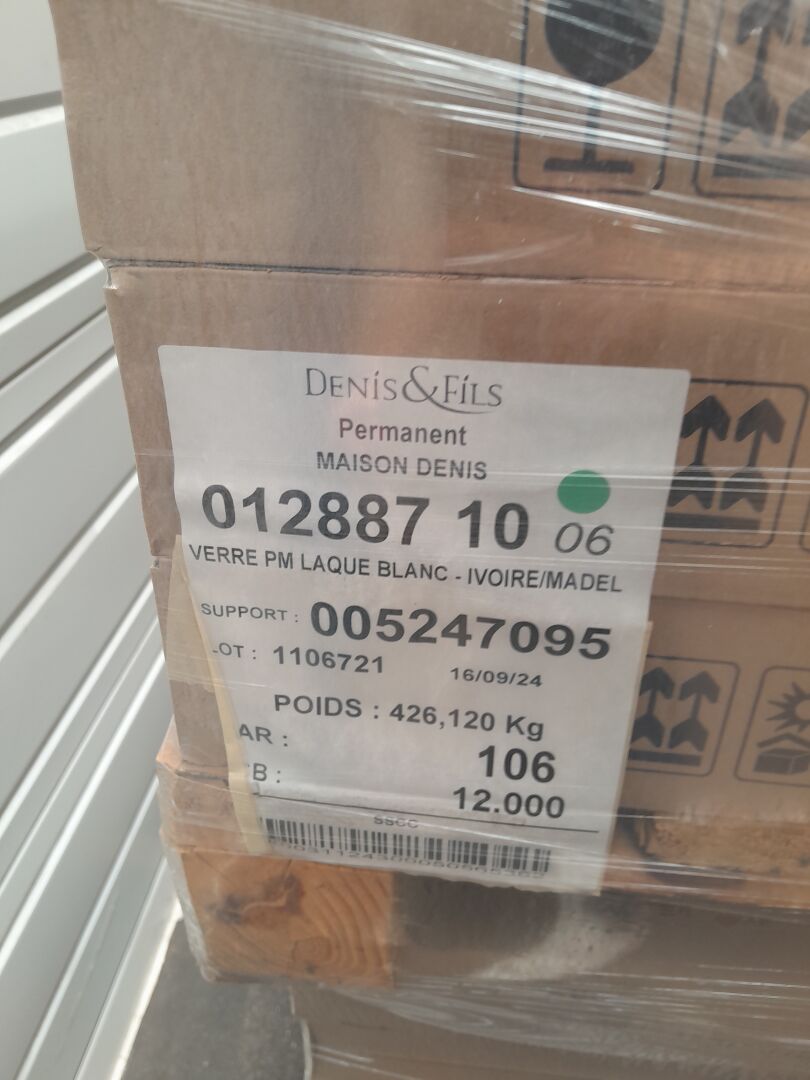 DENIS&FILS
Permanent
MAISON DENIS
012887 10 06
VERRE PM LAQUE BLANC - IVOIRE/MADEL
SUPPORT : 005247095
LOT : 1106721 16/09/24
POIDS : 426,120 Kg
AR : 106
B : 12.000
SSCC